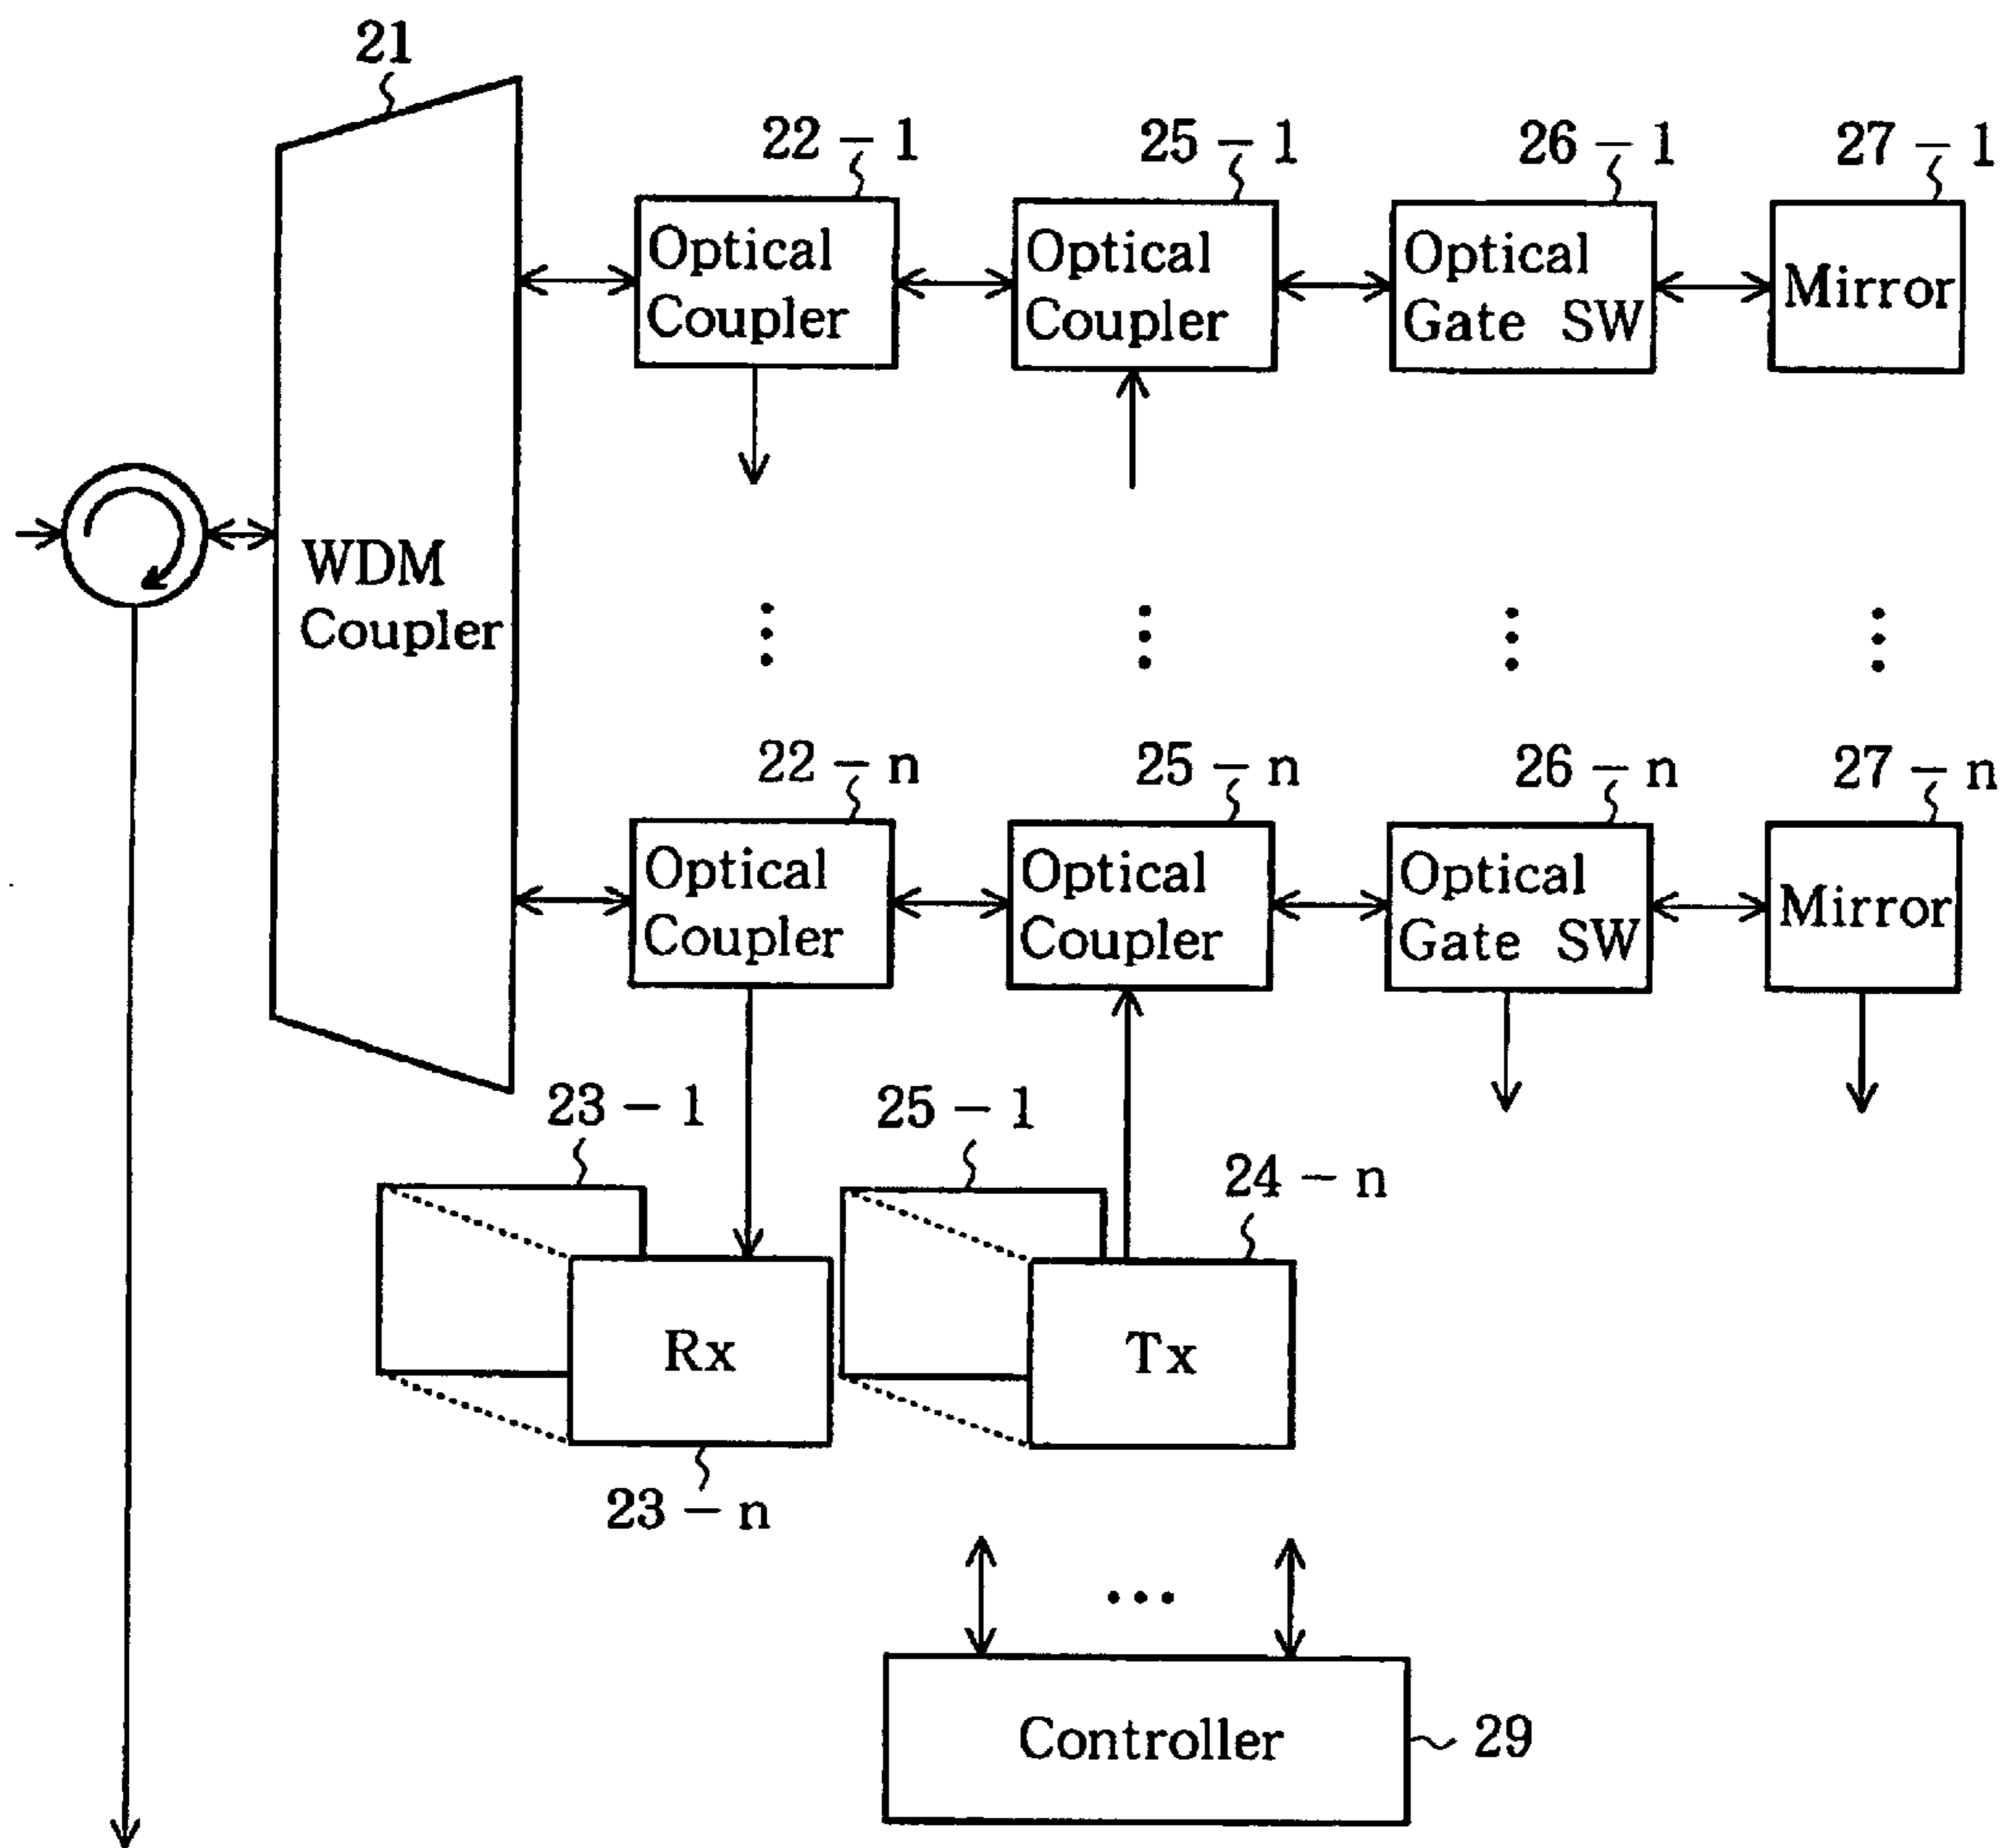 21
22 – 1
25 – 1
26 – 1
27 – 1
Optical
Coupler
Optical
Coupler
Optical
Gate SW
Mirror
WDM
Coupler
22 – n
25 – n
26 – n
27 – n
Optical
Coupler
Optical
Coupler
Optical
Gate SW
Mirror
23 – 1
25 – 1
24 – n
Rx
Tx
23 – n
Controller
29